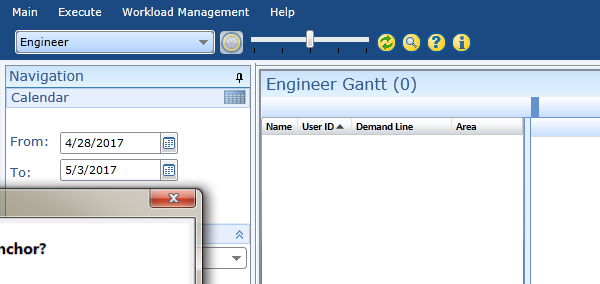 Main Execute Workload Management Help
Engineer
Navigation
Calendar
From: 4/28/2017
To: 5/3/2017
Engineer Gantt (0)
Name User ID Demand Line Area